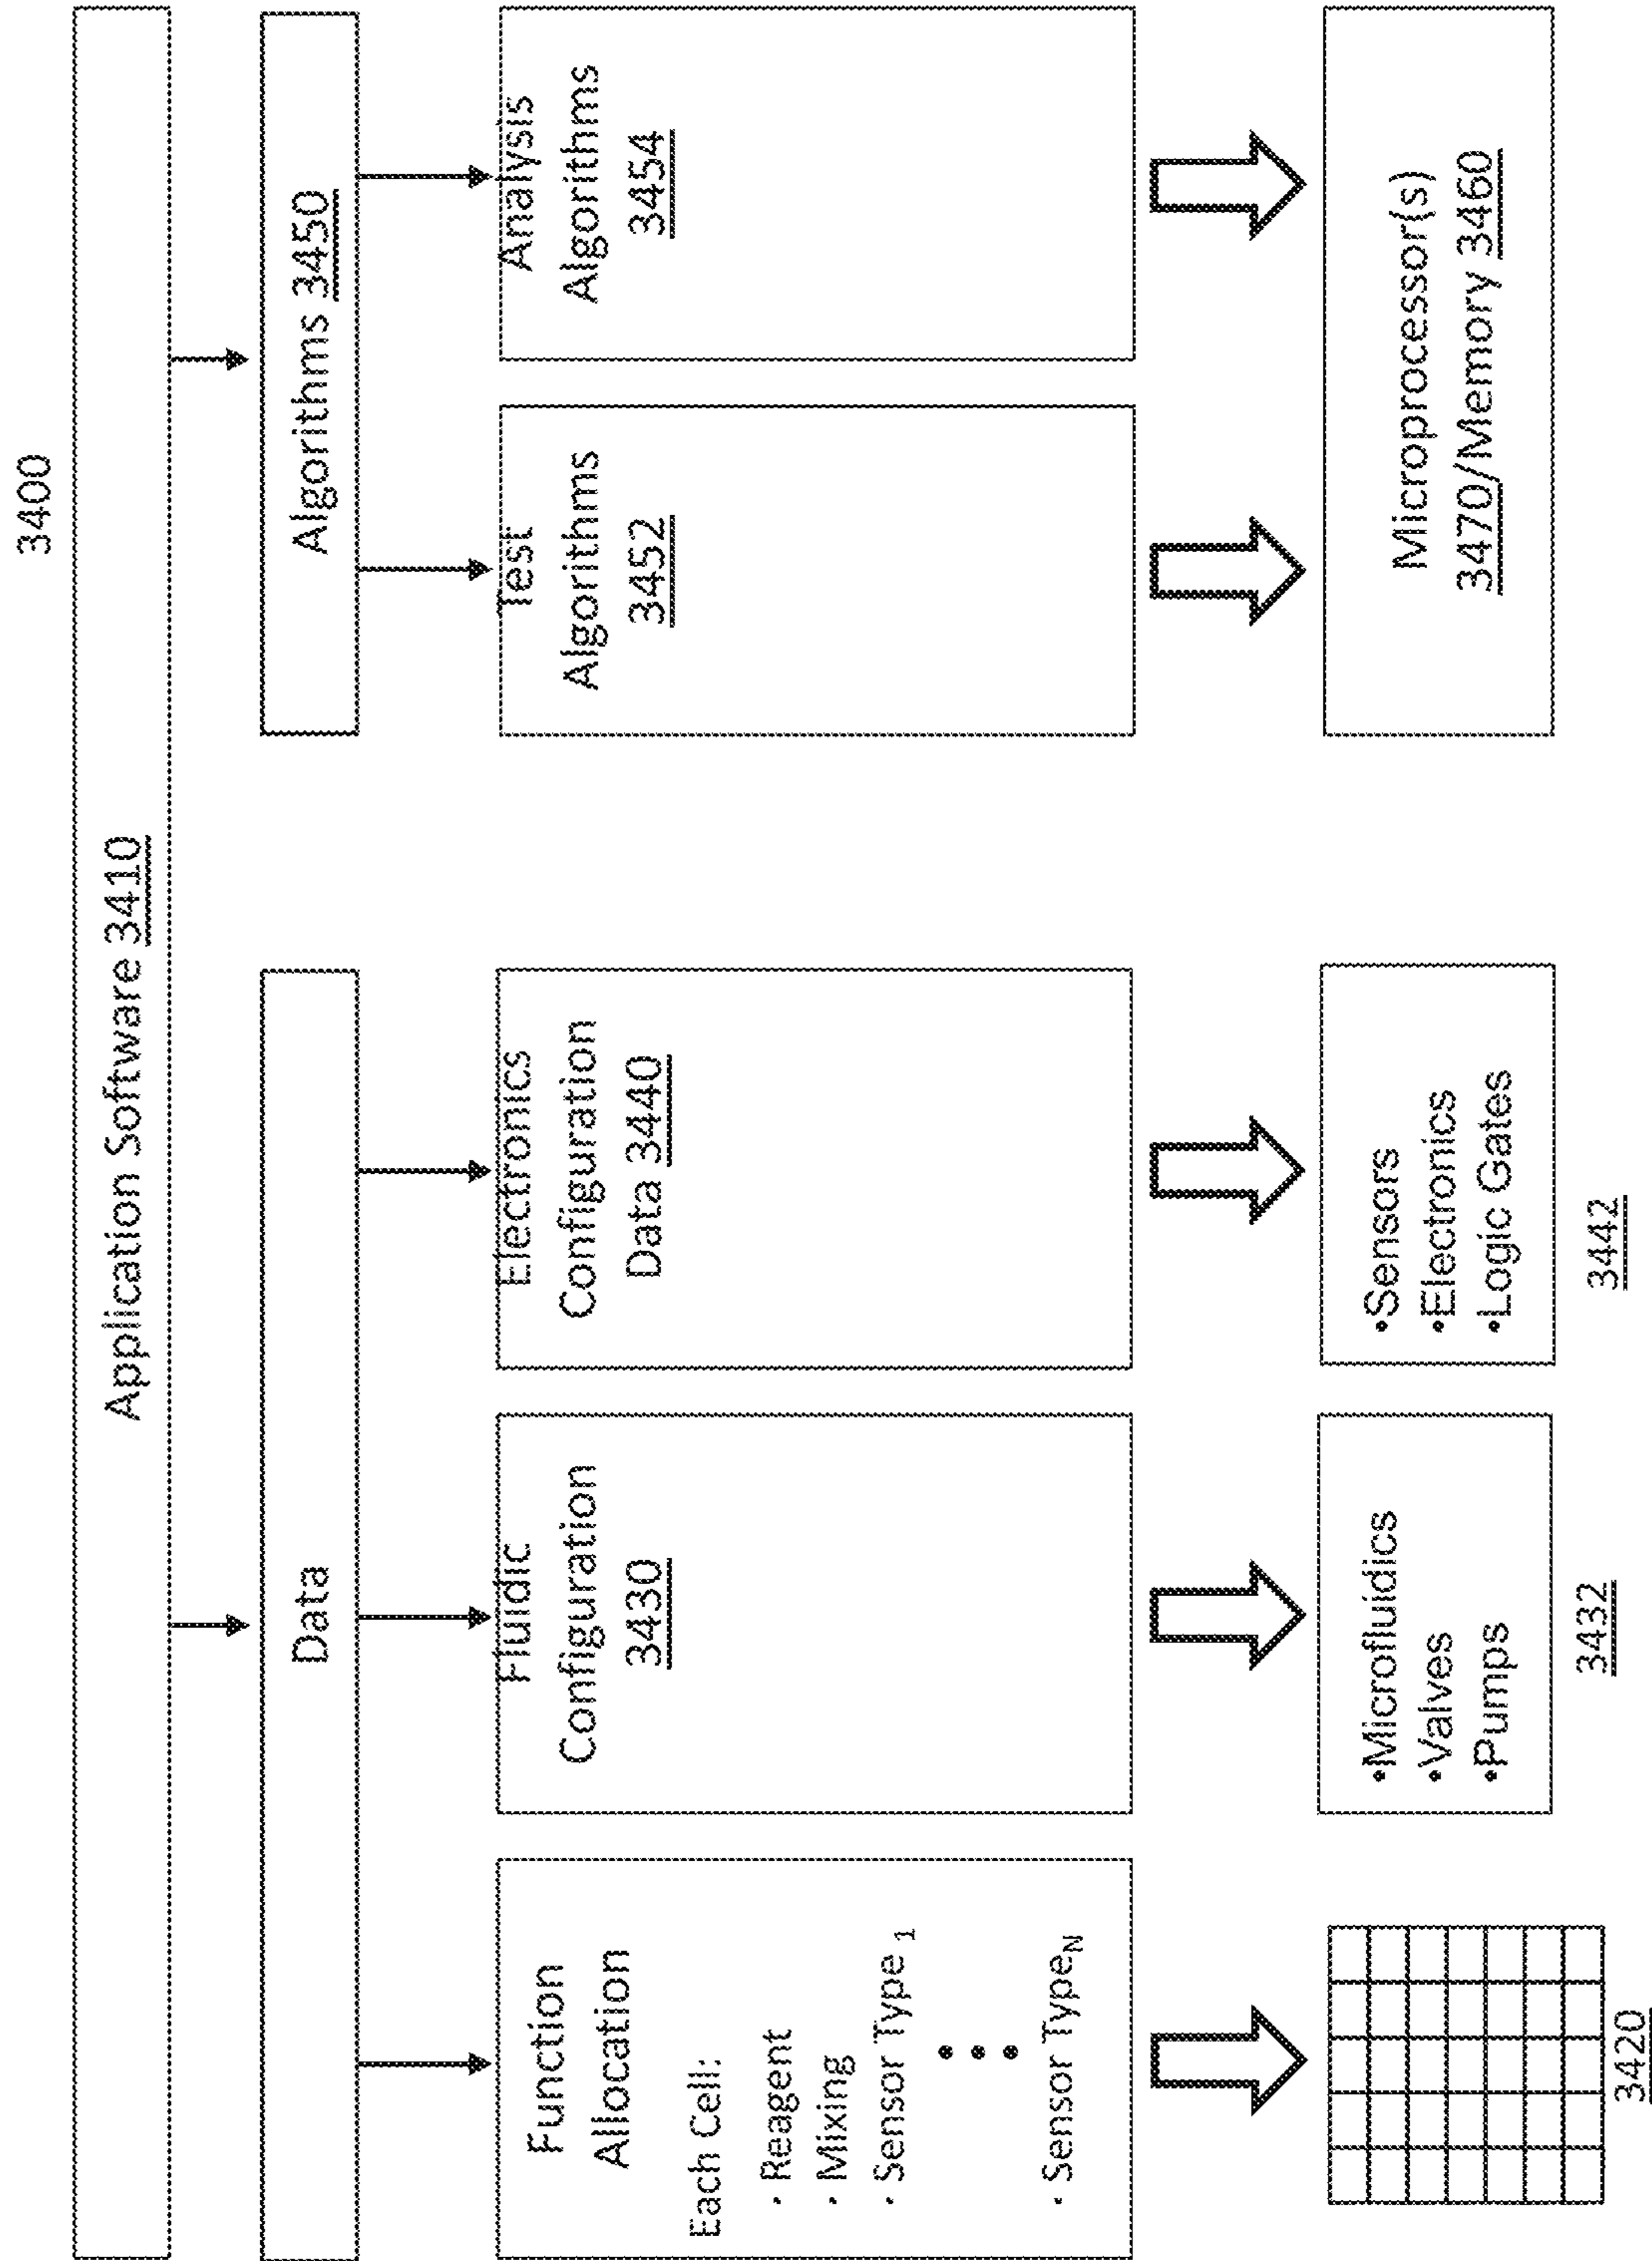 3400
Application Software 3410
Data
Algorithms 3450
Function
Allocation
Each Cell:
· Reagent
· Mixing
· Sensor Type 1
• • •
· Sensor TypeN
Fluidic
Configuration
3430
Electronics
Configuration
Data 3440
Test
Algorithms
3452
Analysis
Algorithms
3454
3420
•Microfluidics
•Valves
•Pumps
3432
•Sensors
•Electronics
•Logic Gates
3442
Microprocessor(s)
3470/Memory 3460